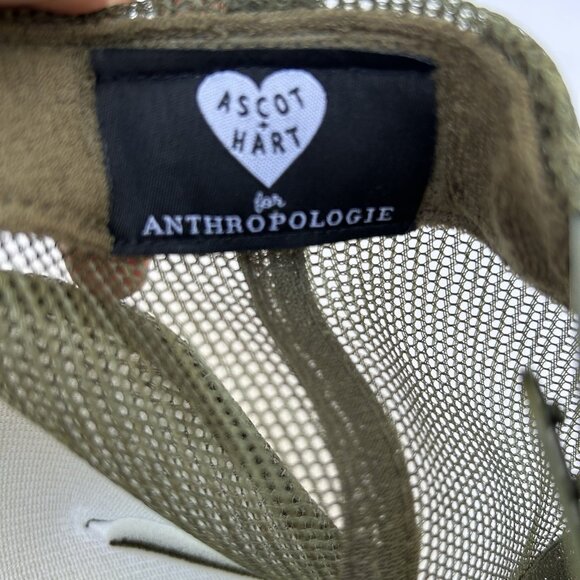 ASCOT
+
HART
for
ANTHROPOLOGIE